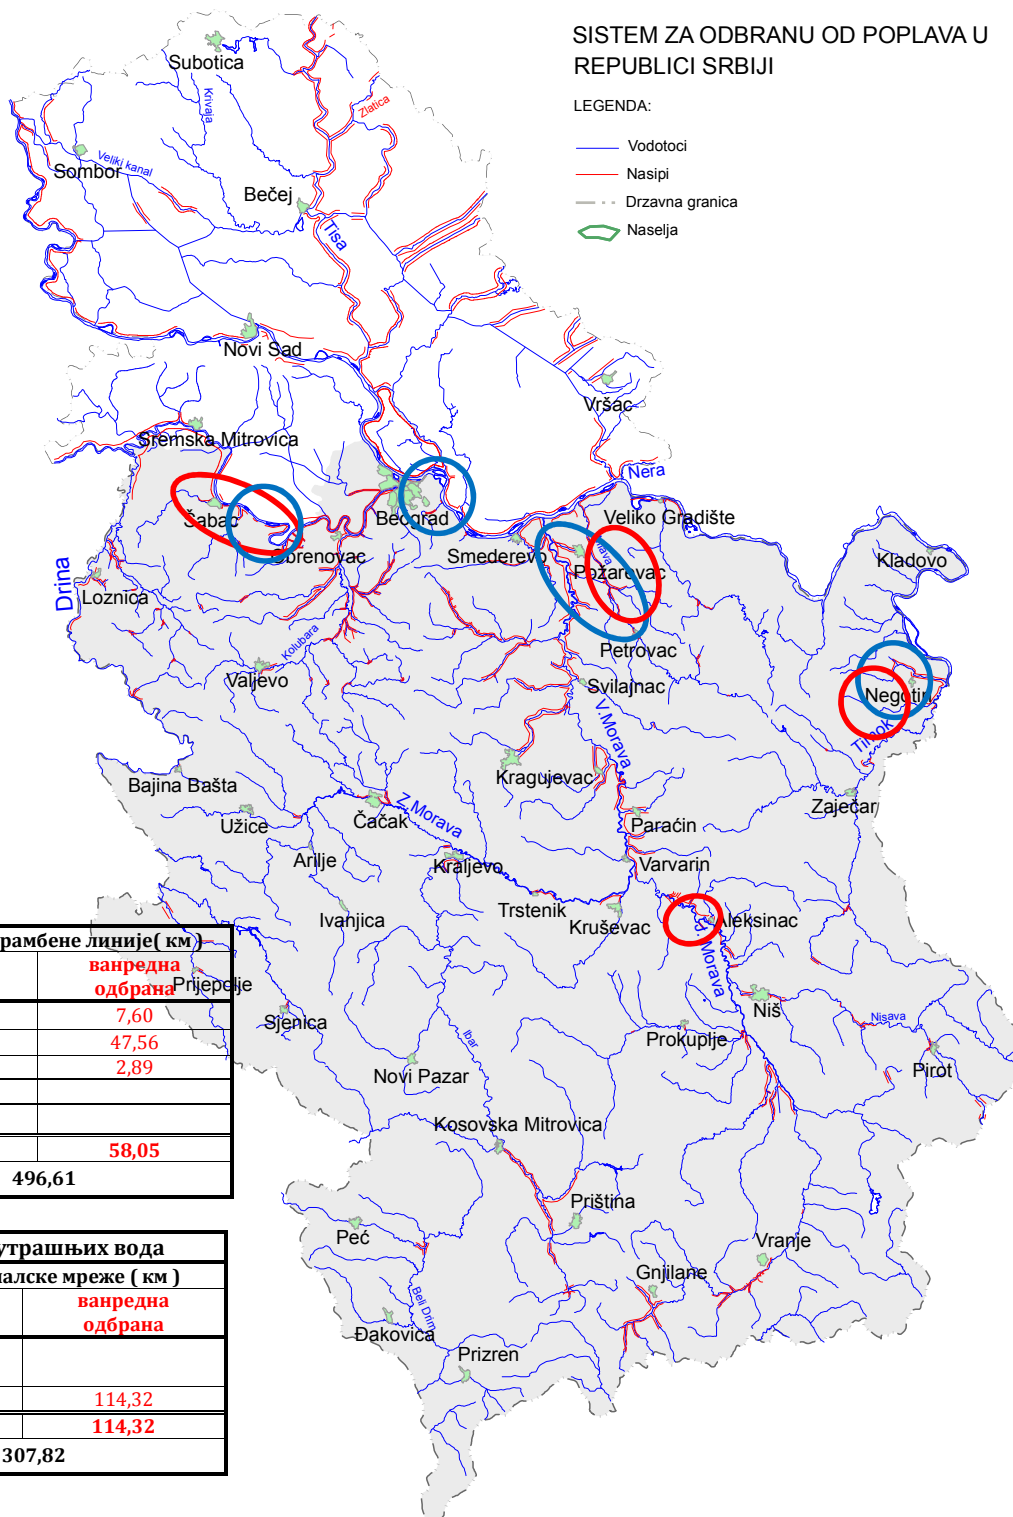 SISTEM ZA ODBRANU OD POPLAVA U
REPUBLICI SRBIJI
LEGENDA:
Vodotoci
Nasipi
Drzavna granica
Naselja
Subotica
Krivaja
Zlatica
Sombor
Veliki kanal
Bečej
Tisa
Novi Sad
Vršac
Sremska Mitrovica
Nera
Šabac
Beograd
Veliko Gradište
Obrenovac
Smederevo
Kladovo
Požarevac
Drina
Loznica
Kolubara
Petrovac
Valjevo
Svilajnac
Negotin
V.Morava
Timok
Bajina Bašta
Kragujevac
Zaječar
Užice
Čačak
Z.Morava
Paraćin
Arilje
Kraljevo
Varvarin
Ivanjica
Trstenik
Kruševac
Aleksinac
J.Morava
Prijepolje
Sjenica
Niš
Nisava
Ibar
Prokuplje
Pirot
Novi Pazar
Kosovska Mitrovica
Priština
Peć
Vranje
Gnjilane
Beli Drim
Đakovica
Prizren
рамбене линије( км )
ванредна
одбрана
7,60
47,56
2,89
58,05
496,61
утрашњих вода
налске мреже ( км )
ванредна
одбрана
114,32
114,32
307,82